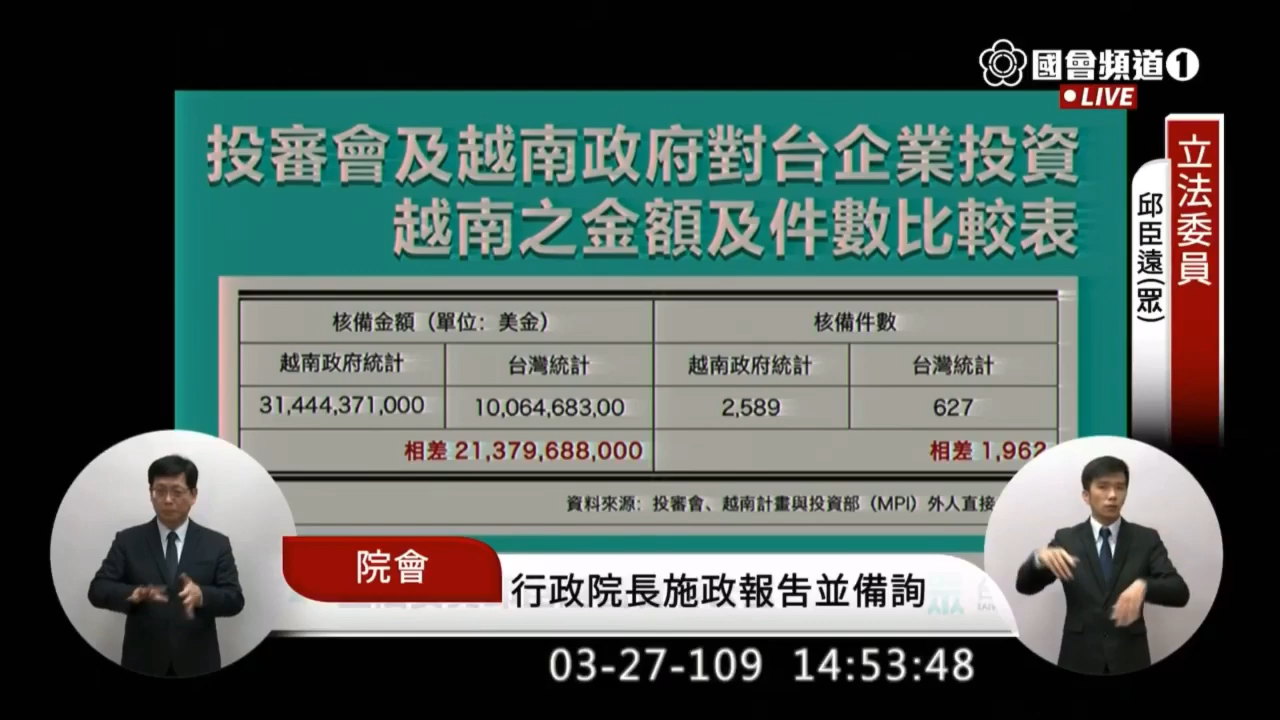 國會頻道1
LIVE
立法委員
邱臣遠(眾)
投審會及越南政府對台企業投資
越南之金額及件數比較表
核備金額（單位：美金） 核備件數
越南政府統計 台灣統計 越南政府統計 台灣統計
31,444,371,000 10,064,683,00 2,589 627
相差 21,379,688,000 相差 1,962
資料來源：投審會、越南計畫與投資部（MPI）外人直接
院會
行政院長施政報告並備詢
03-27-109 14:53:48